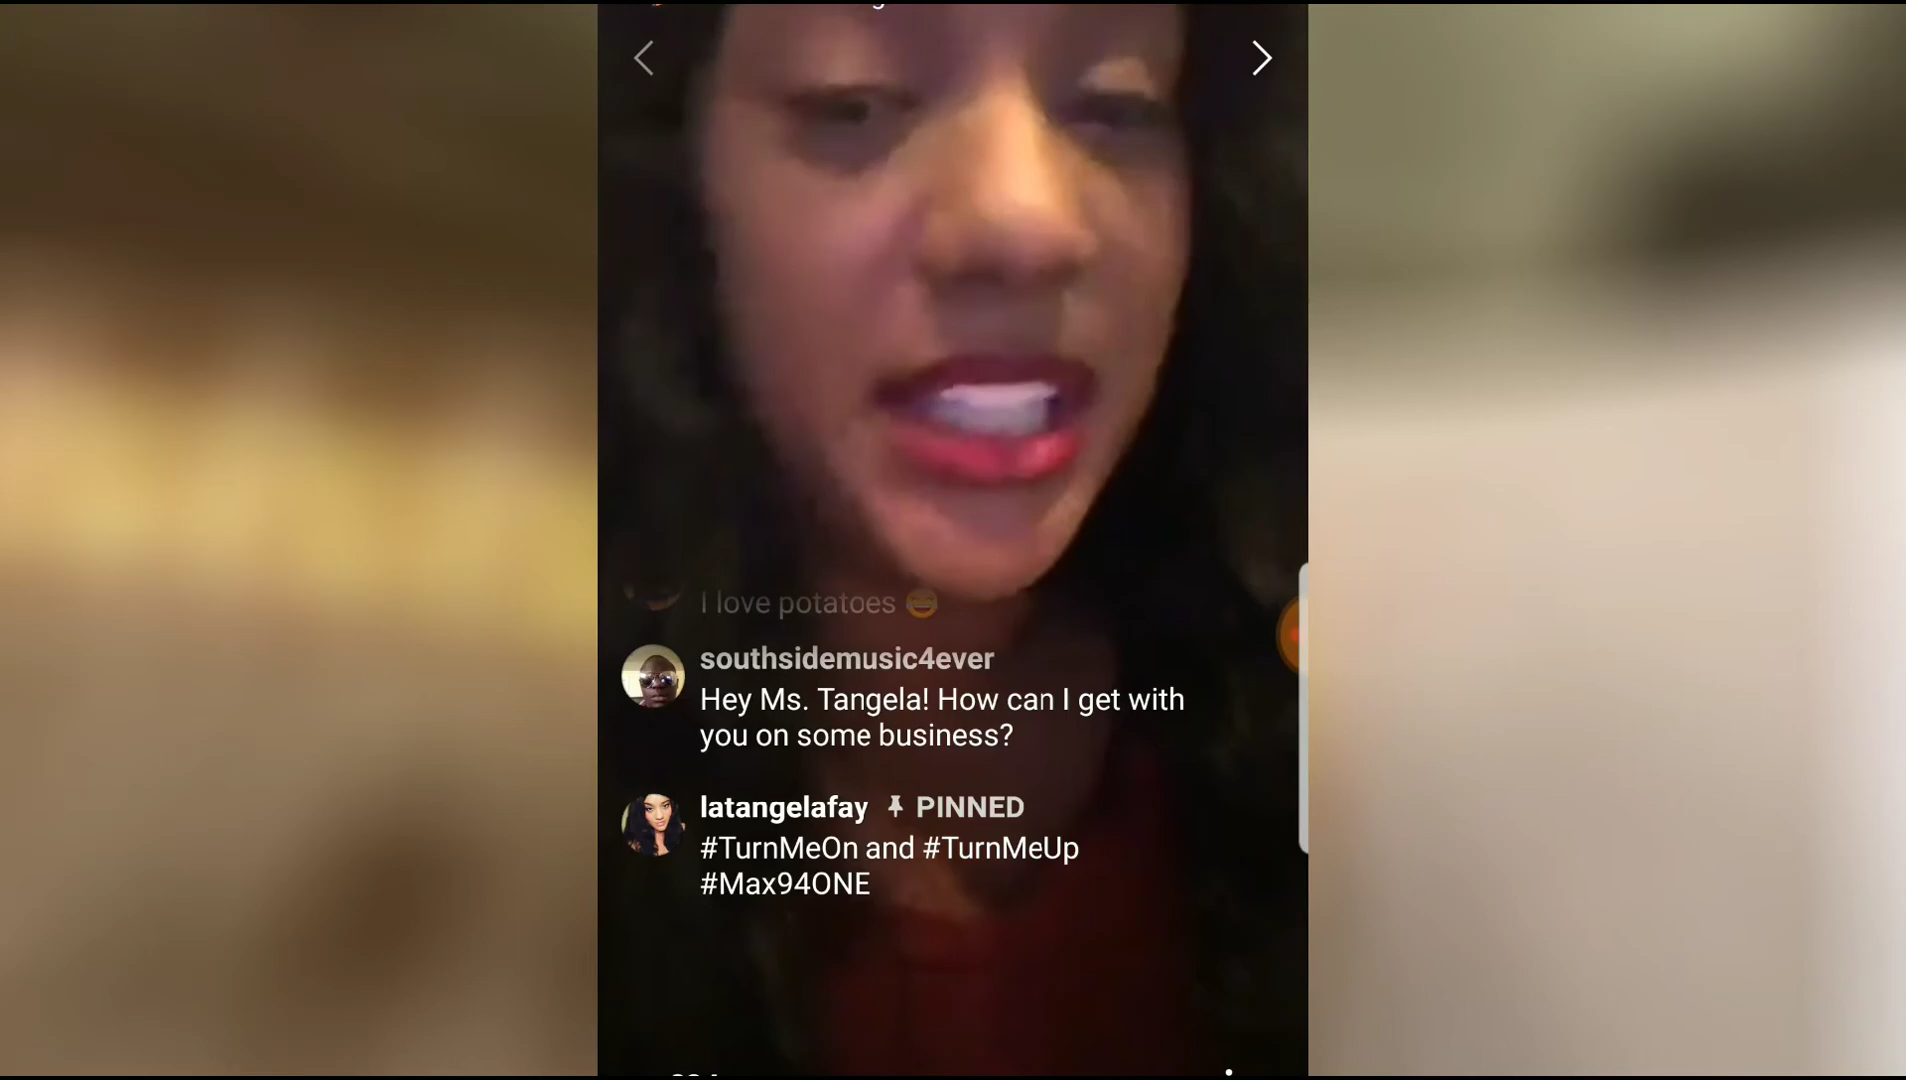 I love potatoes 😂
southsidemusic4ever
Hey Ms. Tangela! How can I get with
you on some business?
latangelafay PINNED
#TurnMeOn and #TurnMeUp
#Max94ONE